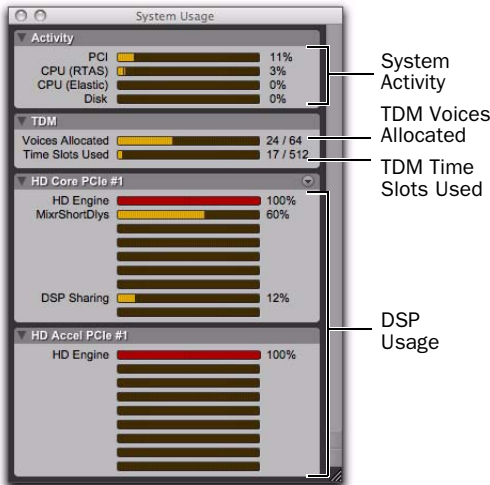 System Usage
Activity
PCI 11%
CPU (RTAS) 3%
CPU (Elastic) 0%
Disk 0%
System
Activity
TDM
TDM Voices
Allocated
Voices Allocated 24 / 64
Time Slots Used 17 / 512
TDM Time
Slots Used
HD Core PCIe #1
HD Engine 100%
MixrShortDlys 60%
DSP Sharing 12%
DSP
Usage
HD Accel PCIe #1
HD Engine 100%